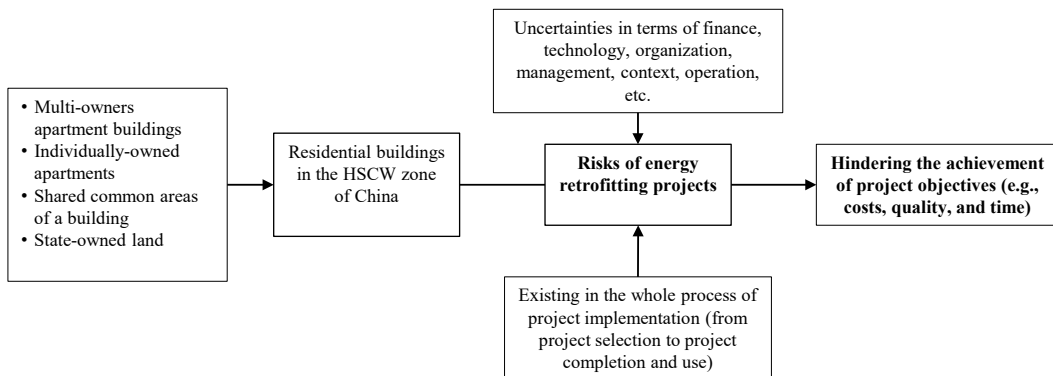 Uncertainties in terms of finance,
technology, organization,
management, context, operation,
etc.
• Multi-owners
apartment buildings
• Individually-owned
apartments
• Shared common areas
of a building
• State-owned land
Residential buildings
in the HSCW zone
of China
Risks of energy
retrofitting projects
Hindering the achievement
of project objectives (e.g.,
costs, quality, and time)
Existing in the whole process of
project implementation (from
project selection to project
completion and use)